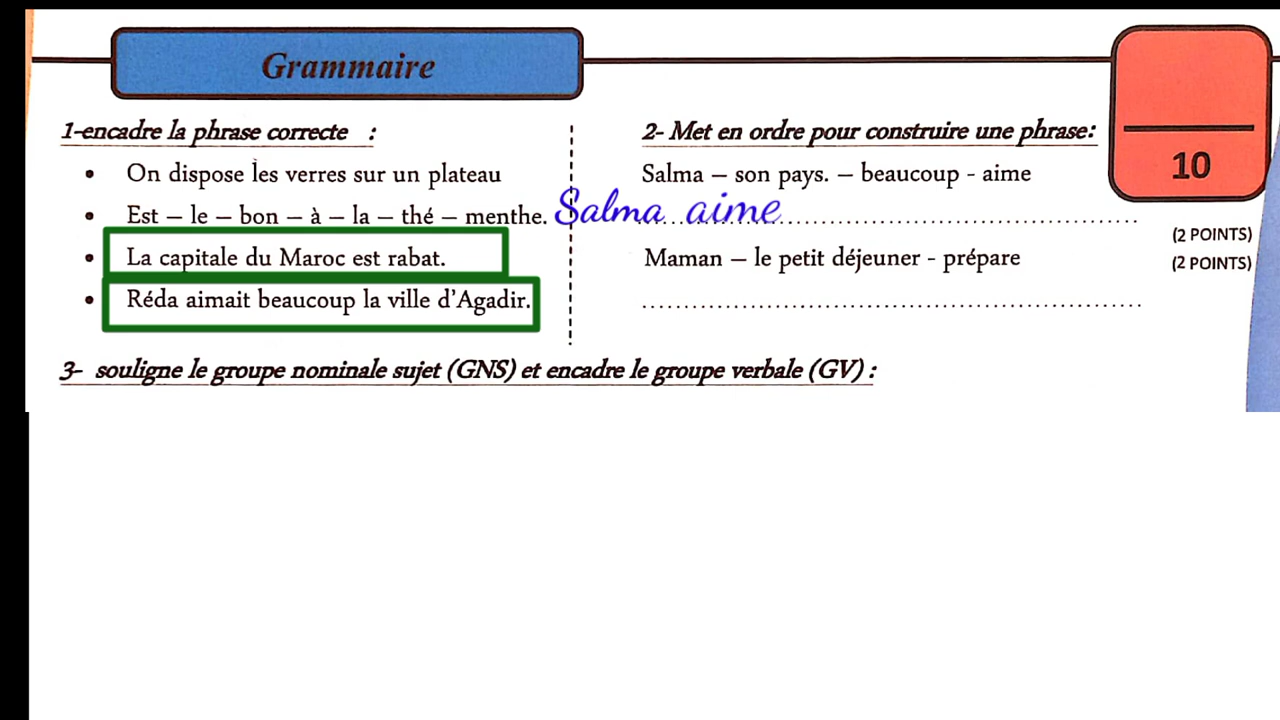 Grammaire
10
1-encadre la phrase correcte :
• On dispose les verres sur un plateau
• Est – le – bon – à – la – thé – menthe.
• La capitale du Maroc est rabat.
• Réda aimait beaucoup la ville d'Agadir.
2- Met en ordre pour construire une phrase:
Salma – son pays. – beaucoup - aime
Salma aime
(2 POINTS)
Maman – le petit déjeuner - prépare
(2 POINTS)
3- souligne le groupe nominale sujet (GNS) et encadre le groupe verbale (GV) :